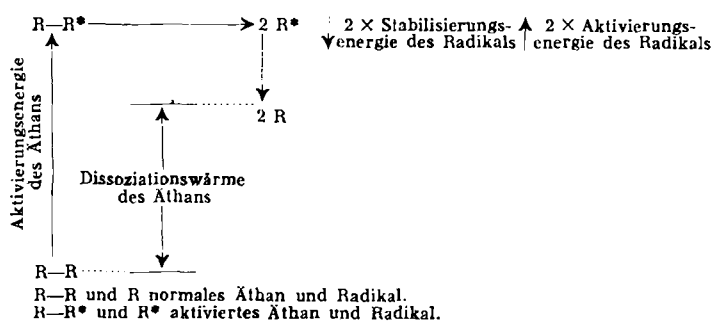 R—R* 2 R* 2 × Stabilisierungs- 2 × Aktivierungs-
energie des Radikals energie des Radikals
2 R
Aktivierungsenergie
des Äthans
Dissoziationswärme
des Äthans
R—R
R—R und R normales Äthan und Radikal.
R—R* und R* aktiviertes Äthan und Radikal.